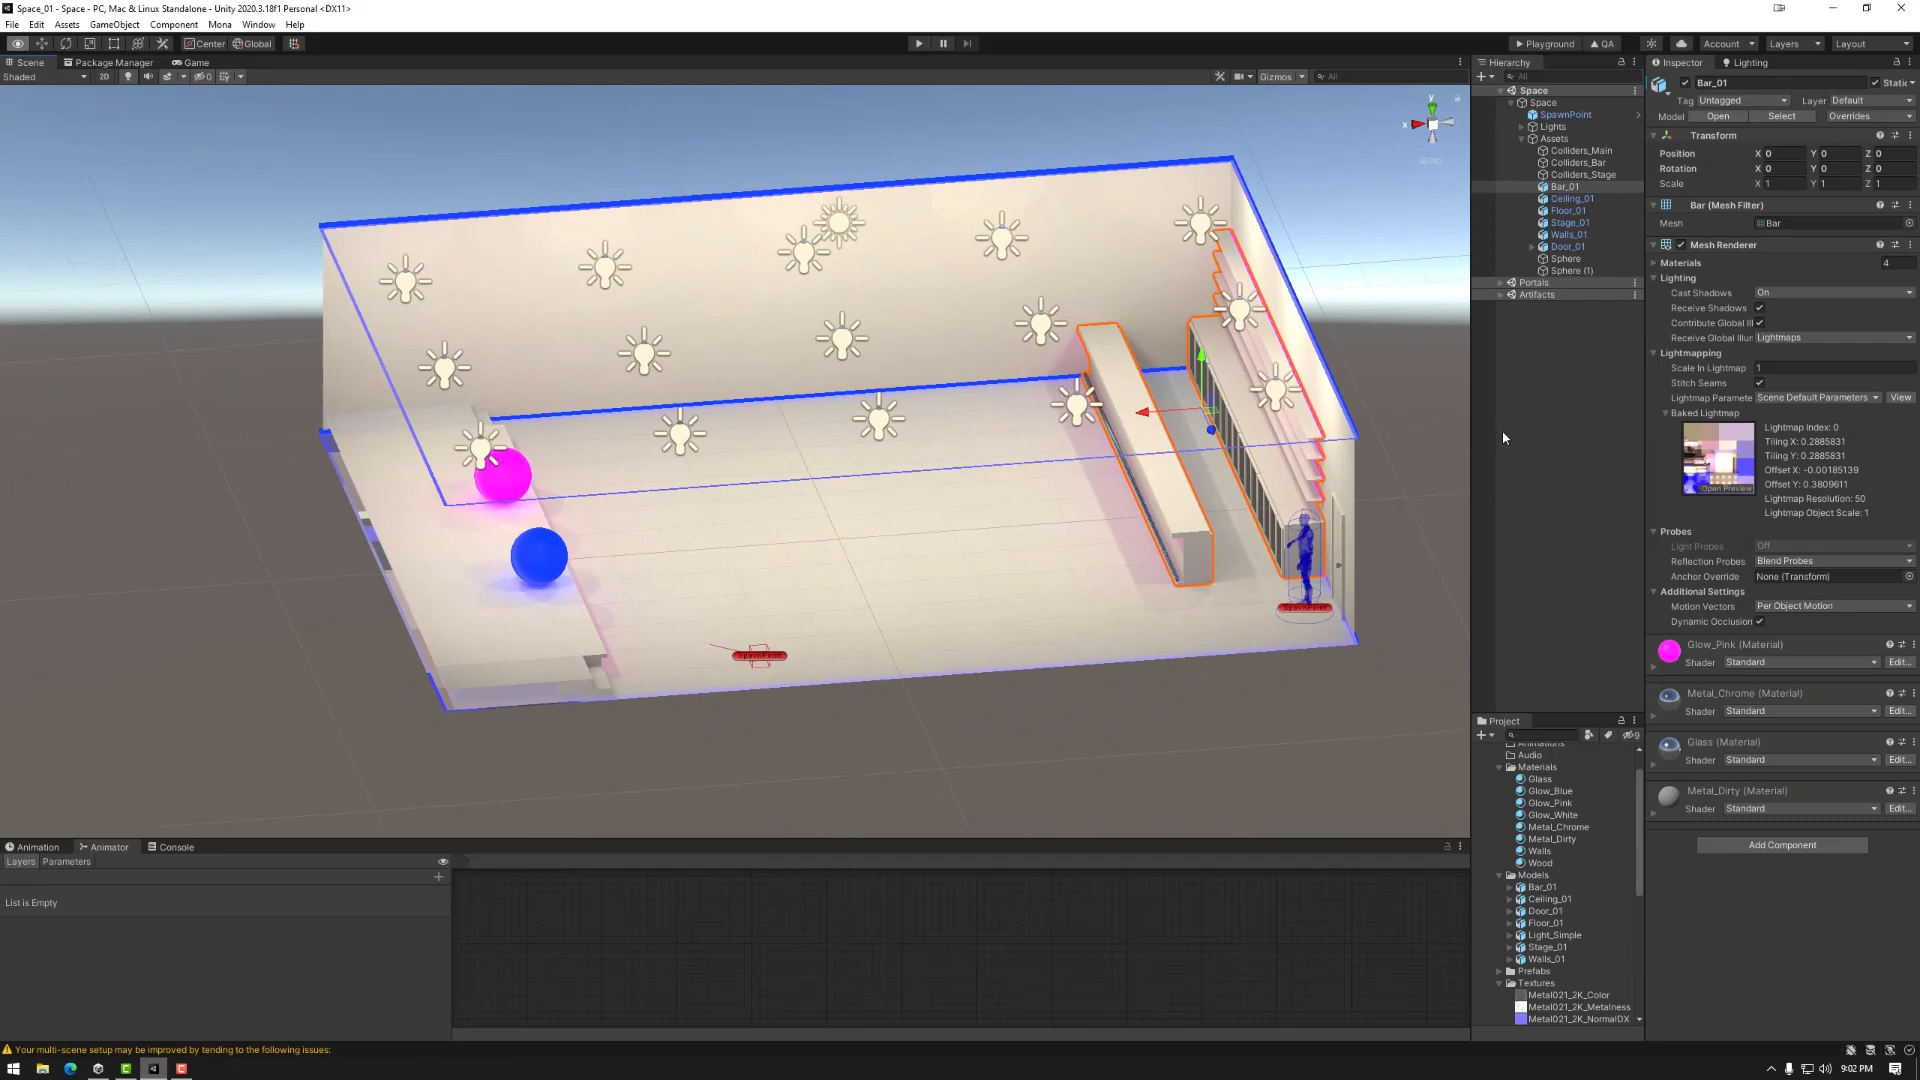 Space_01 - Space - PC, Mac & Linux Standalone - Unity 2020.3.18f1 Personal <DX11>
File Edit Assets GameObject Component Mona Window Help
Center Global
Playground QA Account Layers Layout
Scene Package Manager Game
Shaded 2D 0 Gizmos All
Hierarchy
All
Space
Space
SpawnPoint
Lights
Assets
Colliders_Main
Colliders_Bar
Colliders_Stage
Bar_01
Ceiling_01
Floor_01
Stage_01
Walls_01
Door_01
Sphere
Sphere (1)
Portals
Artifacts
y
x
Iso
SpawnPoint
SpawnPoint
Inspector Lighting
Bar_01 Static
Tag Untagged Layer Default
Model Open Select Overrides
Transform
Position X 0 Y 0 Z 0
Rotation X 0 Y 0 Z 0
Scale X 1 Y 1 Z 1
Bar (Mesh Filter)
Mesh Bar
Mesh Renderer
Materials 4
Lighting
Cast Shadows On
Receive Shadows
Contribute Global Ill
Receive Global Illun Lightmaps
Lightmapping
Scale In Lightmap 1
Stitch Seams
Lightmap Paramete Scene Default Parameters View
Baked Lightmap
Open Preview
Lightmap Index: 0
Tiling X: 0.2885831
Tiling Y: 0.2885831
Offset X: -0.00185139
Offset Y: 0.3809611
Lightmap Resolution: 50
Lightmap Object Scale: 1
Probes
Light Probes Off
Reflection Probes Blend Probes
Anchor Override None (Transform)
Additional Settings
Motion Vectors Per Object Motion
Dynamic Occlusion
Glow_Pink (Material)
Shader Standard Edit...
Metal_Chrome (Material)
Shader Standard Edit...
Glass (Material)
Shader Standard Edit...
Metal_Dirty (Material)
Shader Standard Edit...
Add Component
Project
9
Animations
Audio
Materials
Glass
Glow_Blue
Glow_Pink
Glow_White
Metal_Chrome
Metal_Dirty
Walls
Wood
Models
Bar_01
Ceiling_01
Door_01
Floor_01
Light_Simple
Stage_01
Walls_01
Prefabs
Textures
Metal021_2K_Color
Metal021_2K_Metalness
Metal021_2K_NormalDX
Animation Animator Console
Layers Parameters
List is Empty
Your multi-scene setup may be improved by tending to the following issues:
9:02 PM